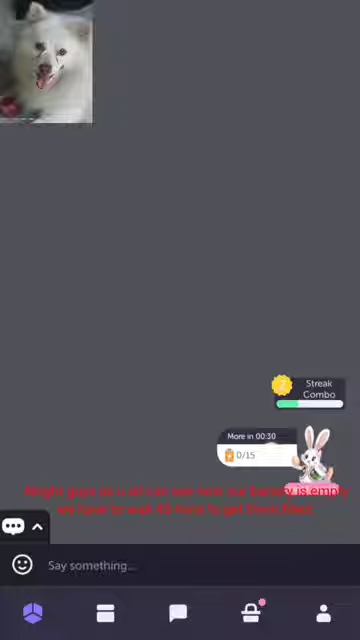 Streak
Combo
More in 00:30
0/15
Alright guys as u all can see now our battery is empty
we have to wait 45 mins to get them filled
Say something...